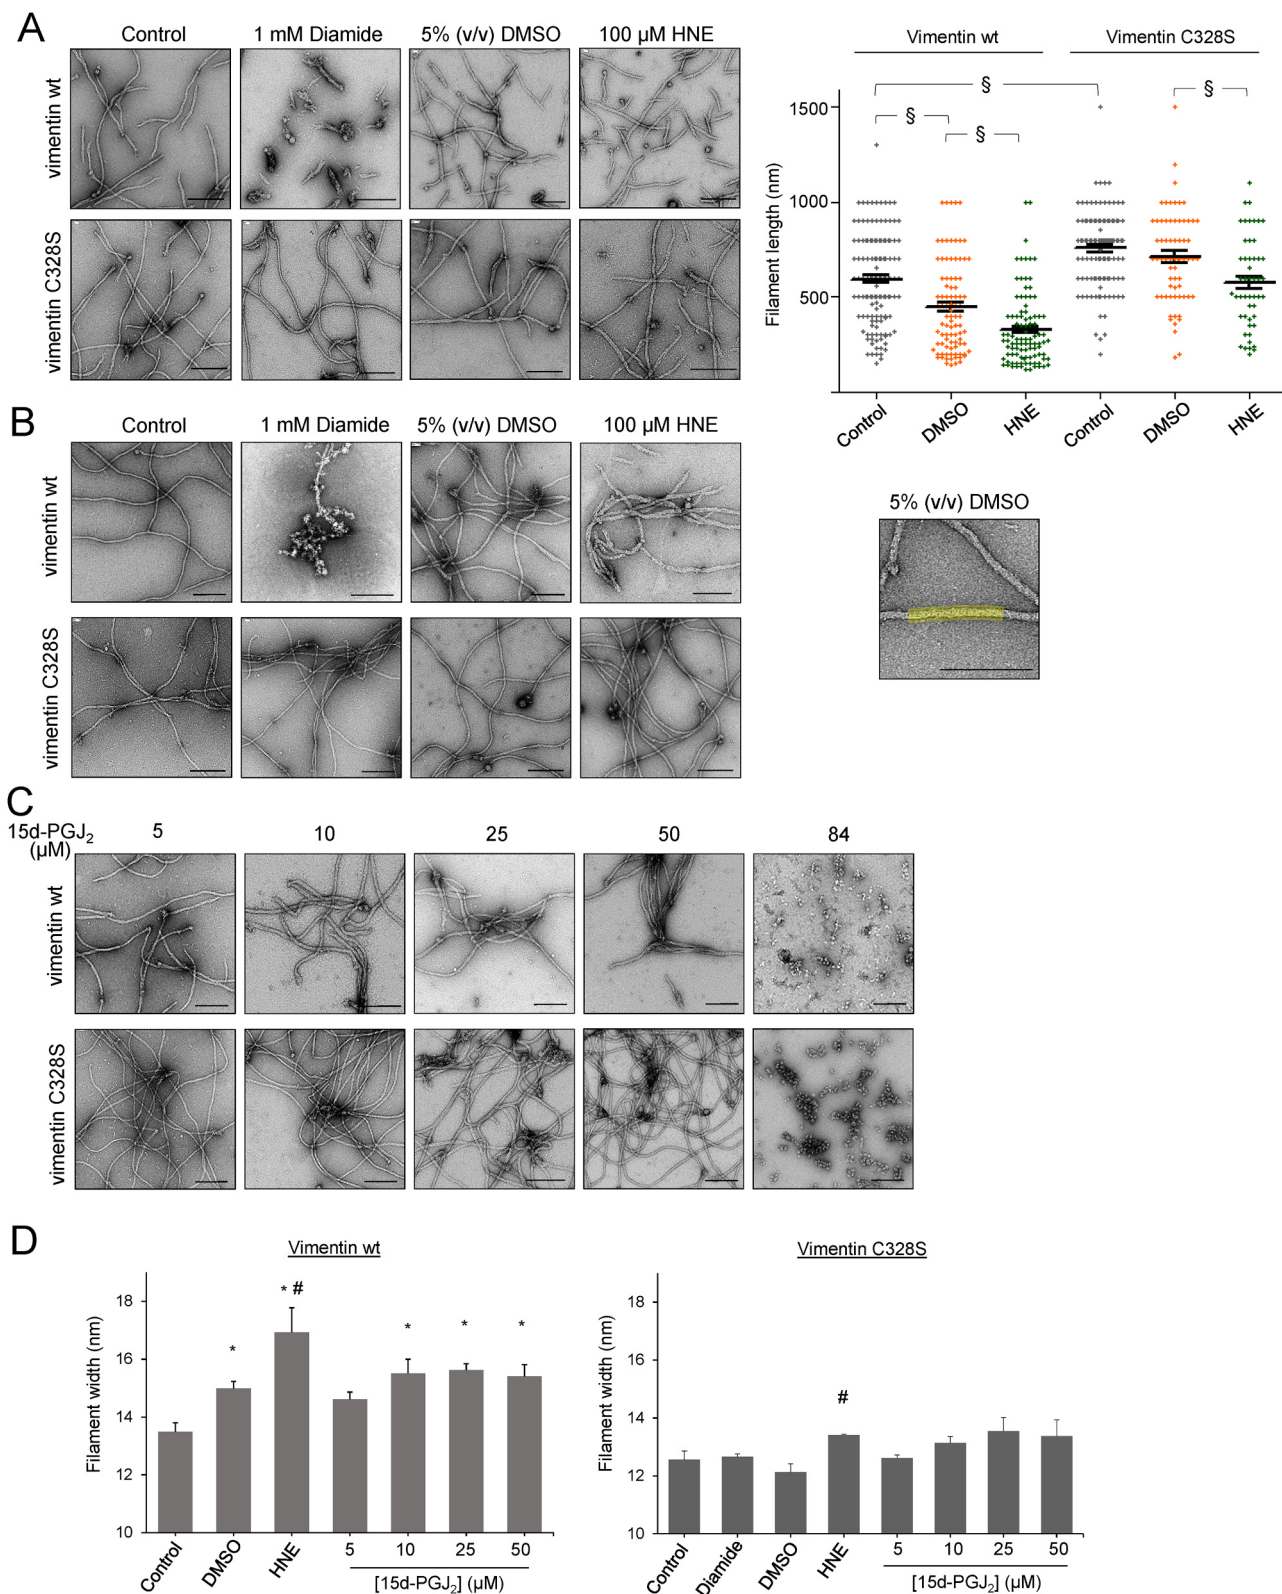 A
Control
1 mM Diamide
5% (v/v) DMSO
100 µM HNE
vimentin wt
vimentin C328S
Vimentin wt
Vimentin C328S
§
§
§
§
1500
1000
500
Filament length (nm)
Control
DMSO
HNE
Control
DMSO
HNE
B
Control
1 mM Diamide
5% (v/v) DMSO
100 µM HNE
vimentin wt
vimentin C328S
5% (v/v) DMSO
C
15d-PGJ₂
(µM)
5
10
25
50
84
vimentin wt
vimentin C328S
D
Vimentin wt
Filament width (nm)
18
16
14
12
10
*
* #
*
*
*
Control
DMSO
HNE
5
10
25
50
[15d-PGJ₂] (µM)
Vimentin C328S
Filament width (nm)
18
16
14
12
10
#
Control
Diamide
DMSO
HNE
5
10
25
50
[15d-PGJ₂] (µM)